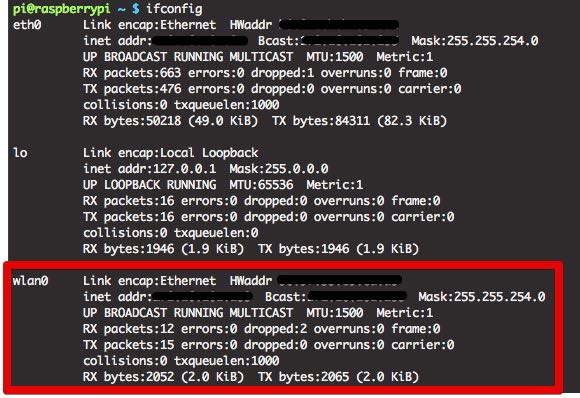 pi@raspberrypi ~ $ ifconfig
eth0 Link encap:Ethernet HWaddr
inet addr: Bcast: Mask:255.255.254.0
UP BROADCAST RUNNING MULTICAST MTU:1500 Metric:1
RX packets:663 errors:0 dropped:1 overruns:0 frame:0
TX packets:476 errors:0 dropped:0 overruns:0 carrier:0
collisions:0 txqueuelen:1000
RX bytes:50218 (49.0 KiB) TX bytes:84311 (82.3 KiB)
lo Link encap:Local Loopback
inet addr:127.0.0.1 Mask:255.0.0.0
UP LOOPBACK RUNNING MTU:65536 Metric:1
RX packets:16 errors:0 dropped:0 overruns:0 frame:0
TX packets:16 errors:0 dropped:0 overruns:0 carrier:0
collisions:0 txqueuelen:0
RX bytes:1946 (1.9 KiB) TX bytes:1946 (1.9 KiB)
wlan0 Link encap:Ethernet HWaddr
inet addr: Bcast: Mask:255.255.254.0
UP BROADCAST RUNNING MULTICAST MTU:1500 Metric:1
RX packets:12 errors:0 dropped:2 overruns:0 frame:0
TX packets:15 errors:0 dropped:0 overruns:0 carrier:0
collisions:0 txqueuelen:1000
RX bytes:2052 (2.0 KiB) TX bytes:2065 (2.0 KiB)